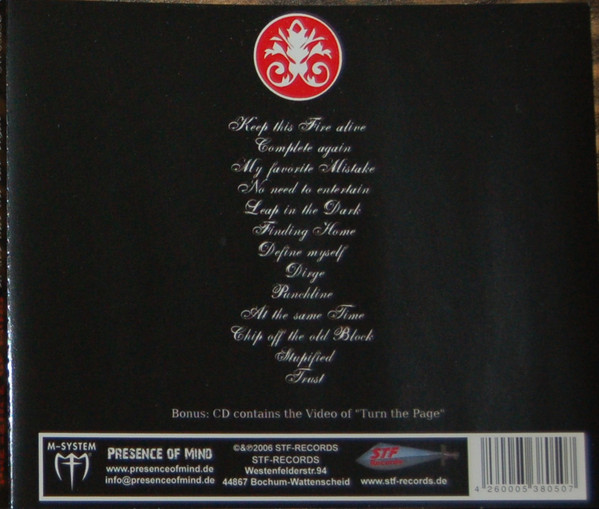 Keep this Fire alive
Complete again
My favorite Mistake
No need to entertain
Leap in the Dark
Finding Home
Define myself
Dirge
Punchline
At the same Time
Chip off the old Block
Stupified
Trust
Bonus: CD contains the Video of "Turn the Page"
M-SYSTEM
PRESENCE OF MIND
www.presenceofmind.de
info@presenceofmind.de
©&℗2006 STF-RECORDS
STF-RECORDS
Westenfelderstr.94
44867 Bochum-Wattenscheid
STF
Records
www.stf-records.de
4 260005 380507